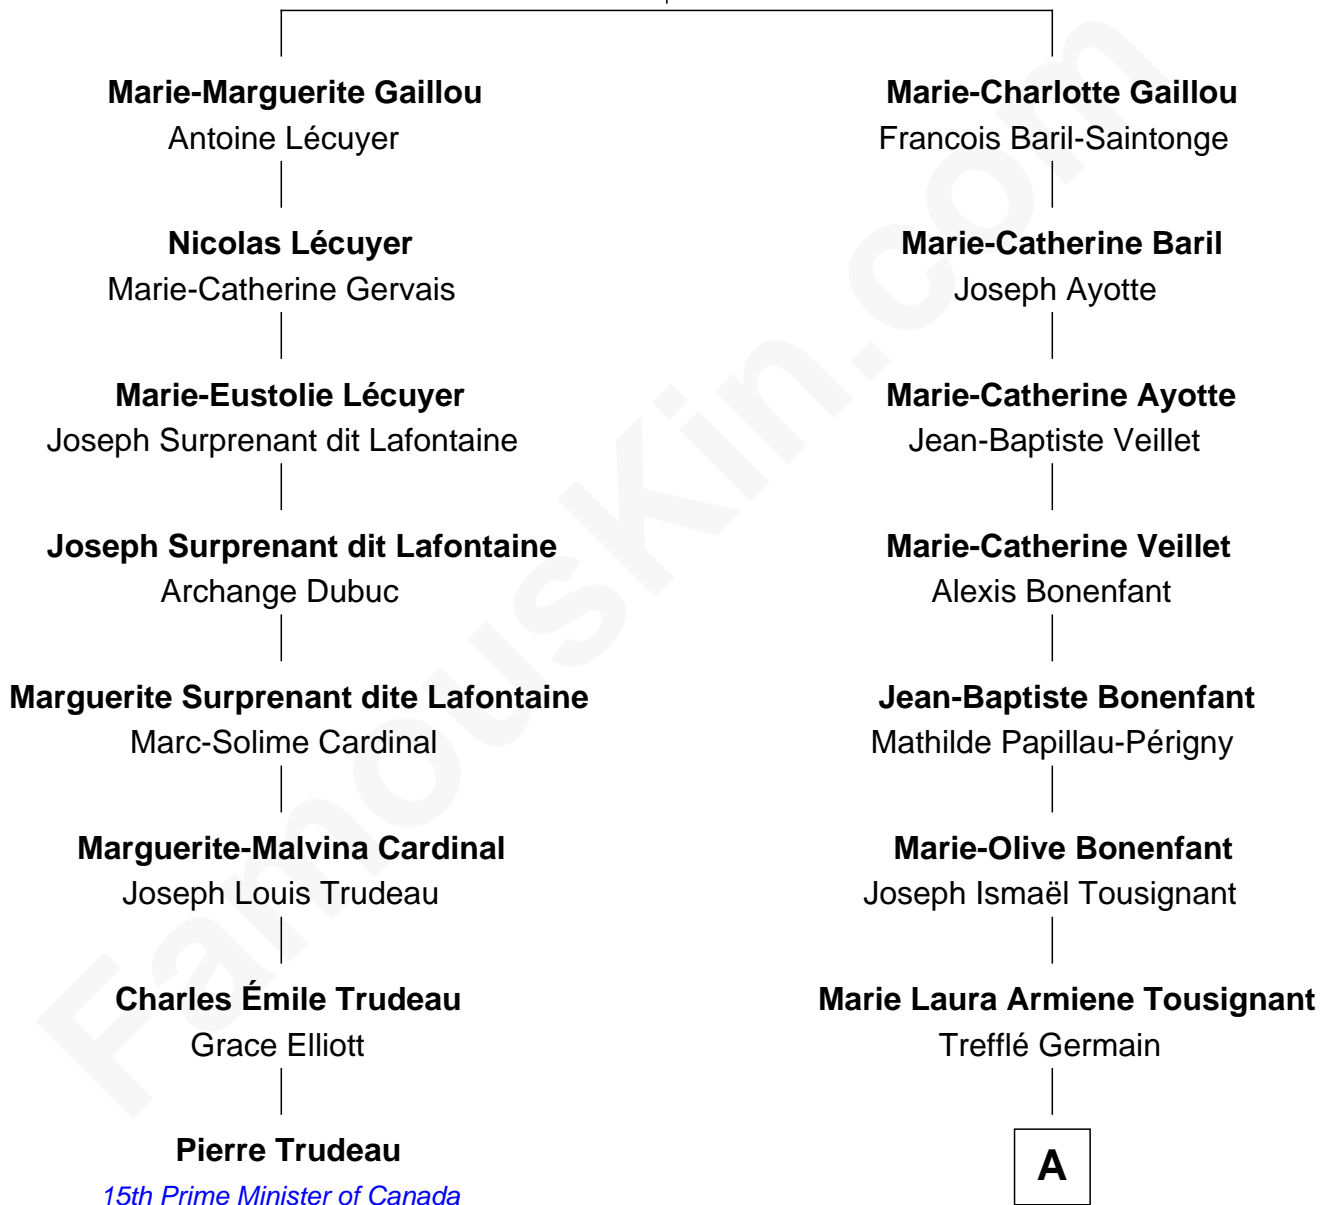 Marie-Marguerite Gaillou
Antoine Lécuyer
Nicolas Lécuyer
Marie-Catherine Gervais
Marie-Eustolie Lécuyer
Joseph Surprenant dit Lafontaine
Joseph Surprenant dit Lafontaine
Archange Dubuc
Marguerite Surprenant dite Lafontaine
Marc-Solime Cardinal
Marguerite-Malvina Cardinal
Joseph Louis Trudeau
Charles Émile Trudeau
Grace Elliott
Pierre Trudeau
15th Prime Minister of Canada
Marie-Charlotte Gaillou
Francois Baril-Saintonge
Marie-Catherine Baril
Joseph Ayotte
Marie-Catherine Ayotte
Jean-Baptiste Veillet
Marie-Catherine Veillet
Alexis Bonenfant
Jean-Baptiste Bonenfant
Mathilde Papillau-Périgny
Marie-Olive Bonenfant
Joseph Ismaël Tousignant
Marie Laura Armiene Tousignant
Trefflé Germain
A
FamousKin.com